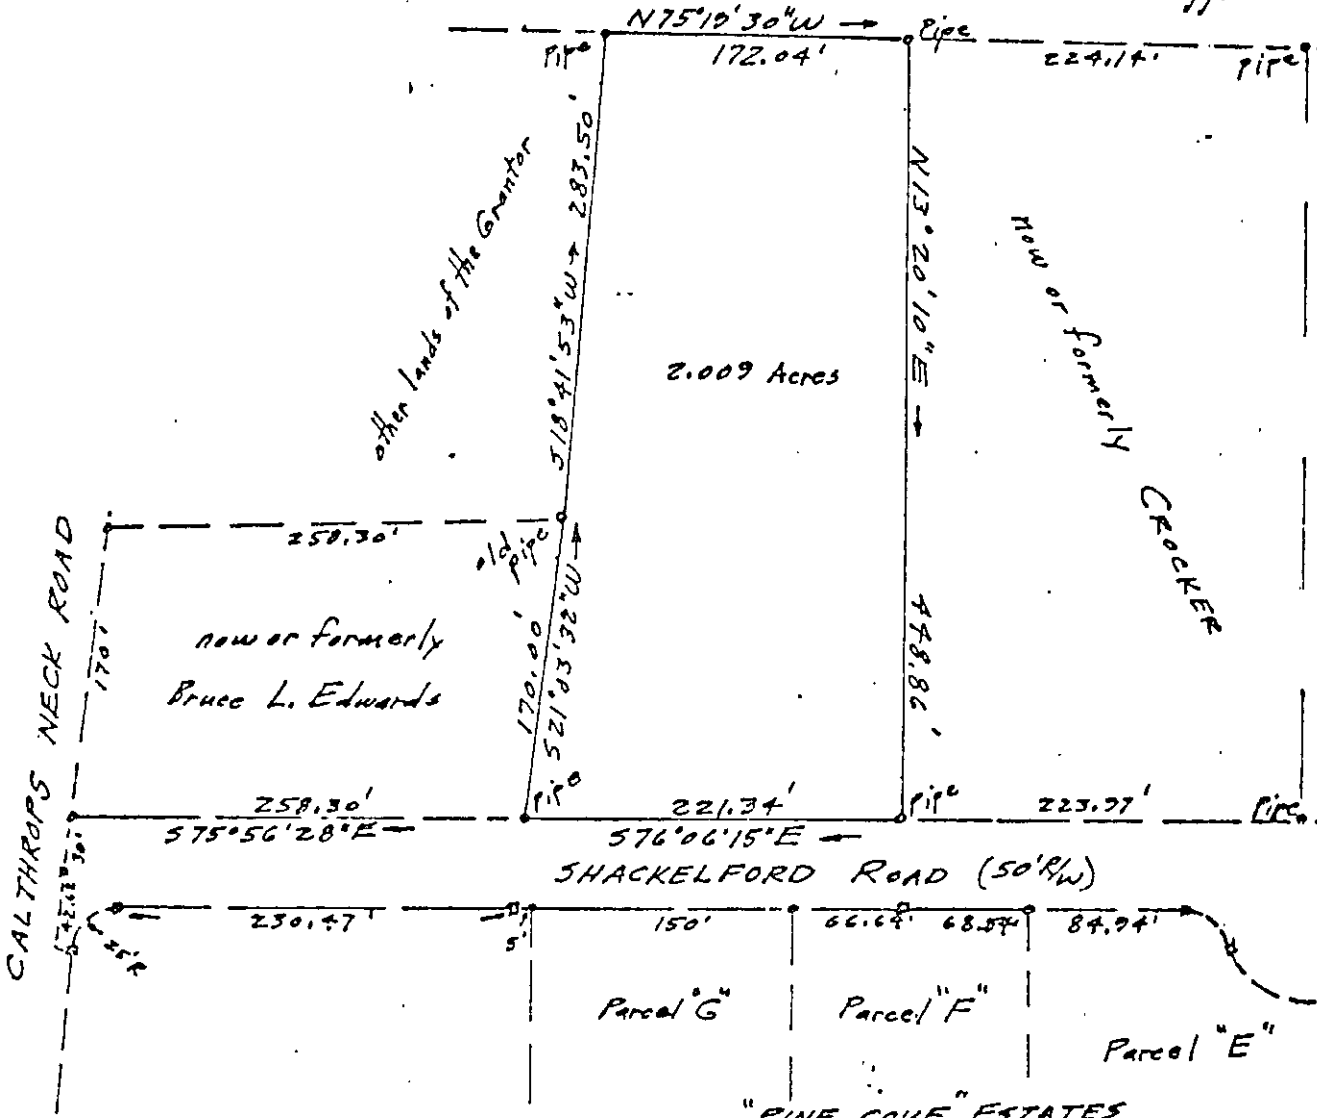 N75°19'30"W
172.04'
Pipe
Pipe
224.14'
pipe
other lands of the Grantor
S18°41'53"W
283.50'
N13°20'10"E
448.86'
now or formerly
CROCKER
2.009 Acres
258.30'
old pipe
170'
CALTHROPS NECK ROAD
now or formerly
Bruce L. Edwards
170.00'
S21°03'32"W
258.30'
S75°56'28"E
pipe
221.34'
S76°06'15"E
pipe
223.97'
pipe
30'
SHACKELFORD ROAD (50' R/W)
25'R
230.47'
5'
150'
66.64'
68.54'
84.94'
Parcel "G"
Parcel "F"
Parcel "E"
"PINE COVE" ESTATES